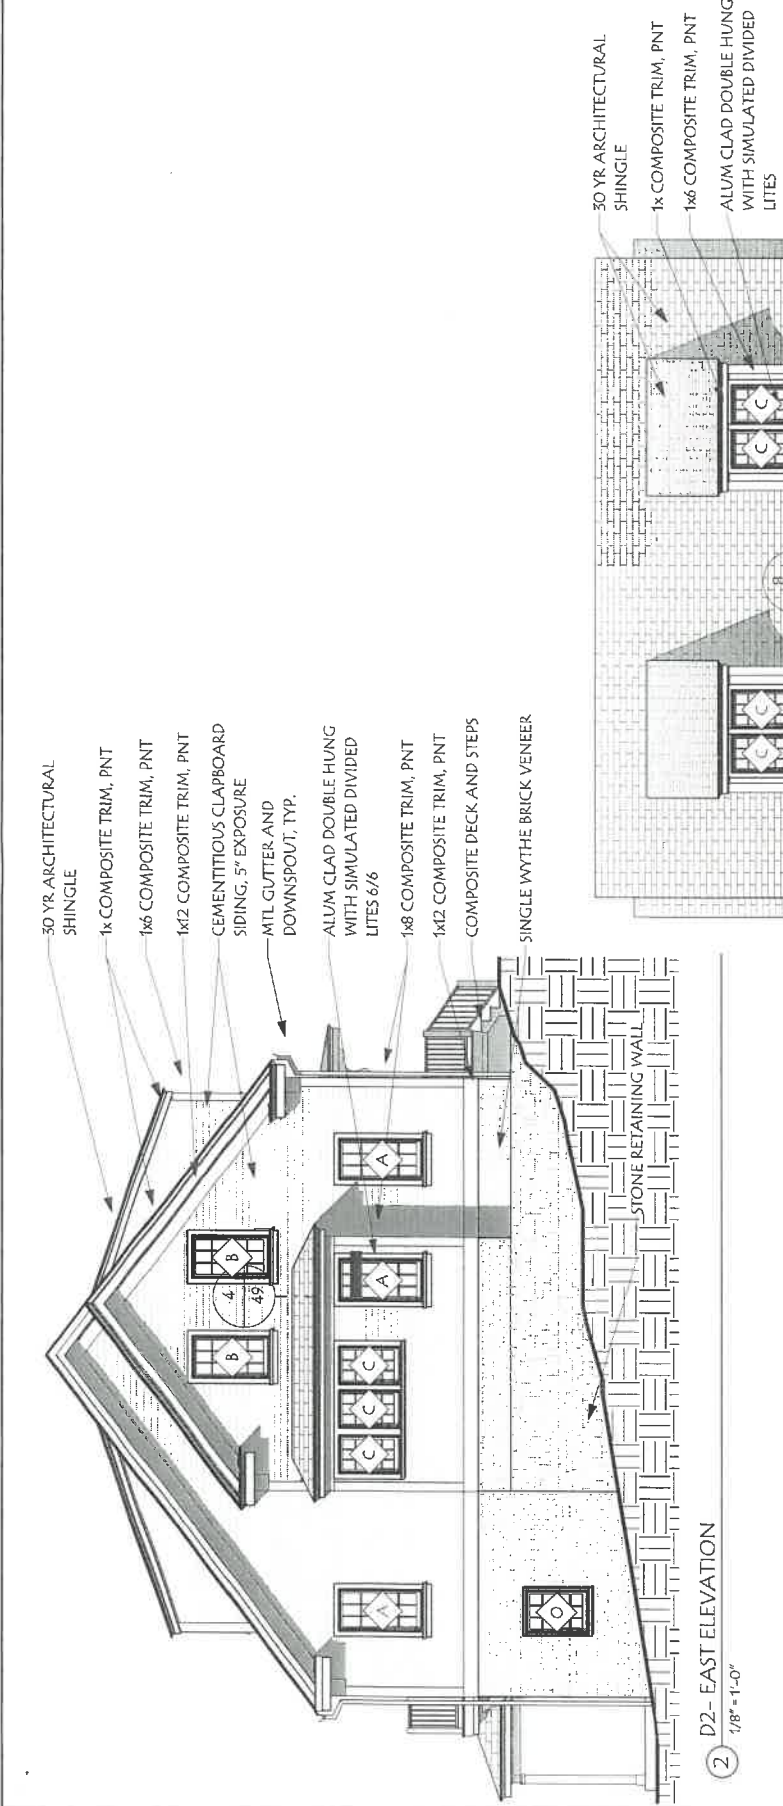 30 YR ARCHITECTURAL
SHINGLE
1x COMPOSITE TRIM, PNT
1x6 COMPOSITE TRIM, PNT
1x12 COMPOSITE TRIM, PNT
CEMENTITIOUS CLAPBOARD
SIDING, 5" EXPOSURE
MTL GUTTER AND
DOWNSPOUT, TYP.
ALUM CLAD DOUBLE HUNG
WITH SIMULATED DIVIDED
LITES 6/6
1x8 COMPOSITE TRIM, PNT
1x12 COMPOSITE TRIM, PNT
COMPOSITE DECK AND STEPS
SINGLE WYTHE BRICK VENEER
B
B
4
49
A
C
C
C
A
A
O
STONE RETAINING WALL
2
D2- EAST ELEVATION
1/8" = 1'-0"
30 YR ARCHITECTURAL
SHINGLE
1x COMPOSITE TRIM, PNT
1x6 COMPOSITE TRIM, PNT
ALUM CLAD DOUBLE HUNG
WITH SIMULATED DIVIDED
LITES
C
C
C
C